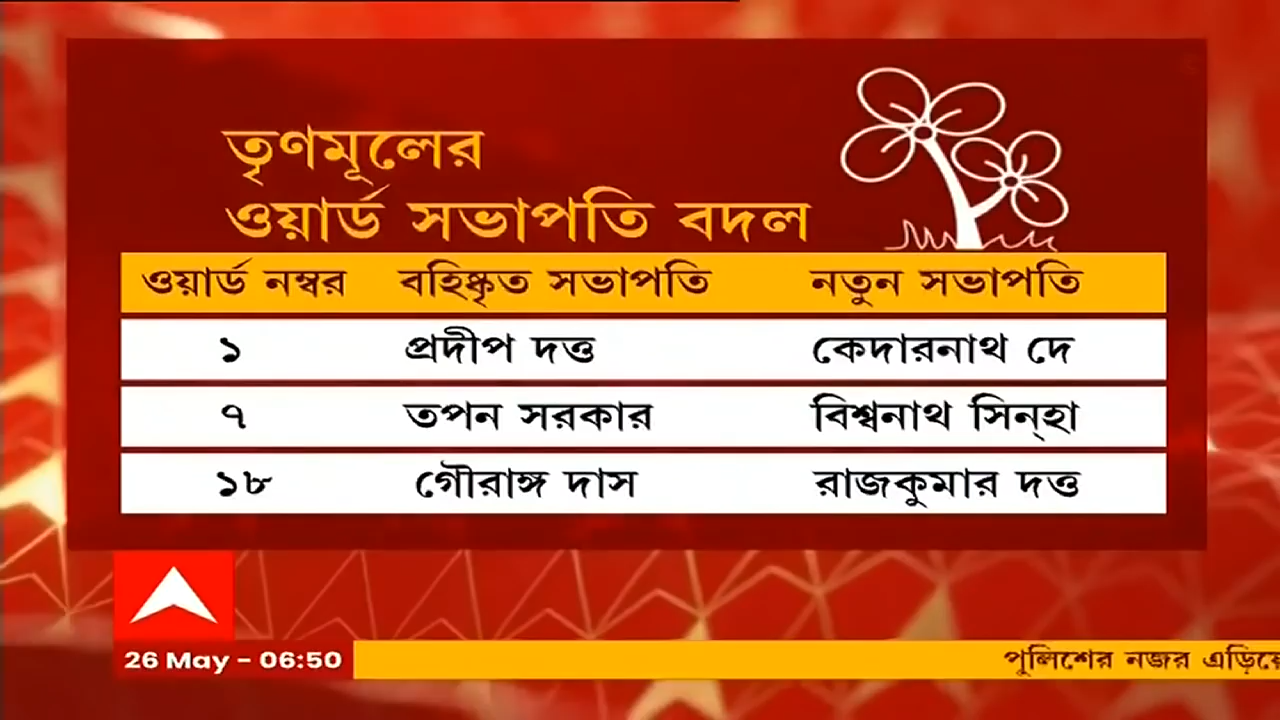 তৃণমূলের
ওয়ার্ড সভাপতি বদল
ওয়ার্ড নম্বর বহিষ্কৃত সভাপতি নতুন সভাপতি
১ প্রদীপ দত্ত কেদারনাথ দে
৭ তপন সরকার বিশ্বনাথ সিন্‌হা
১৮ গৌরাঙ্গ দাস রাজকুমার দত্ত
26 May - 06:50 পুলিশের নজর এড়িয়ে